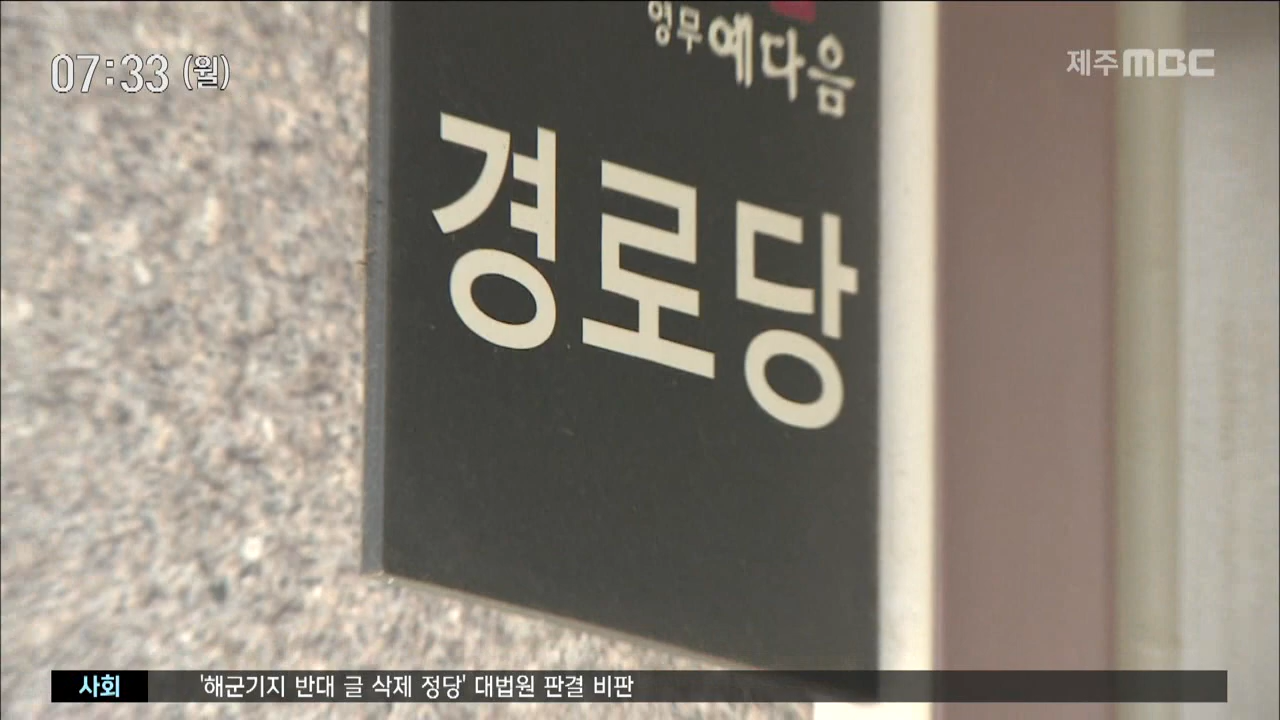 07:33 (월)
제주MBC
영무 예다음
경로당
사회 '해군기지 반대 글 삭제 정당' 대법원 판결 비판